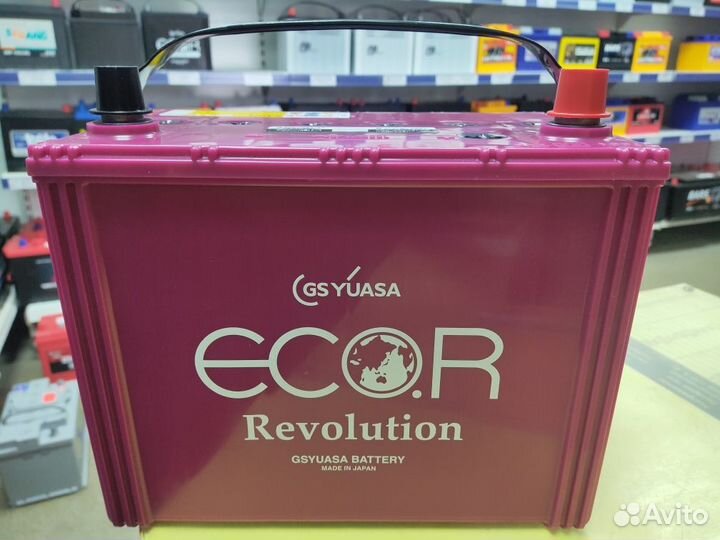 GS YUASA
ECO.R
Revolution
GSYUASA BATTERY
MADE IN JAPAN
Avito